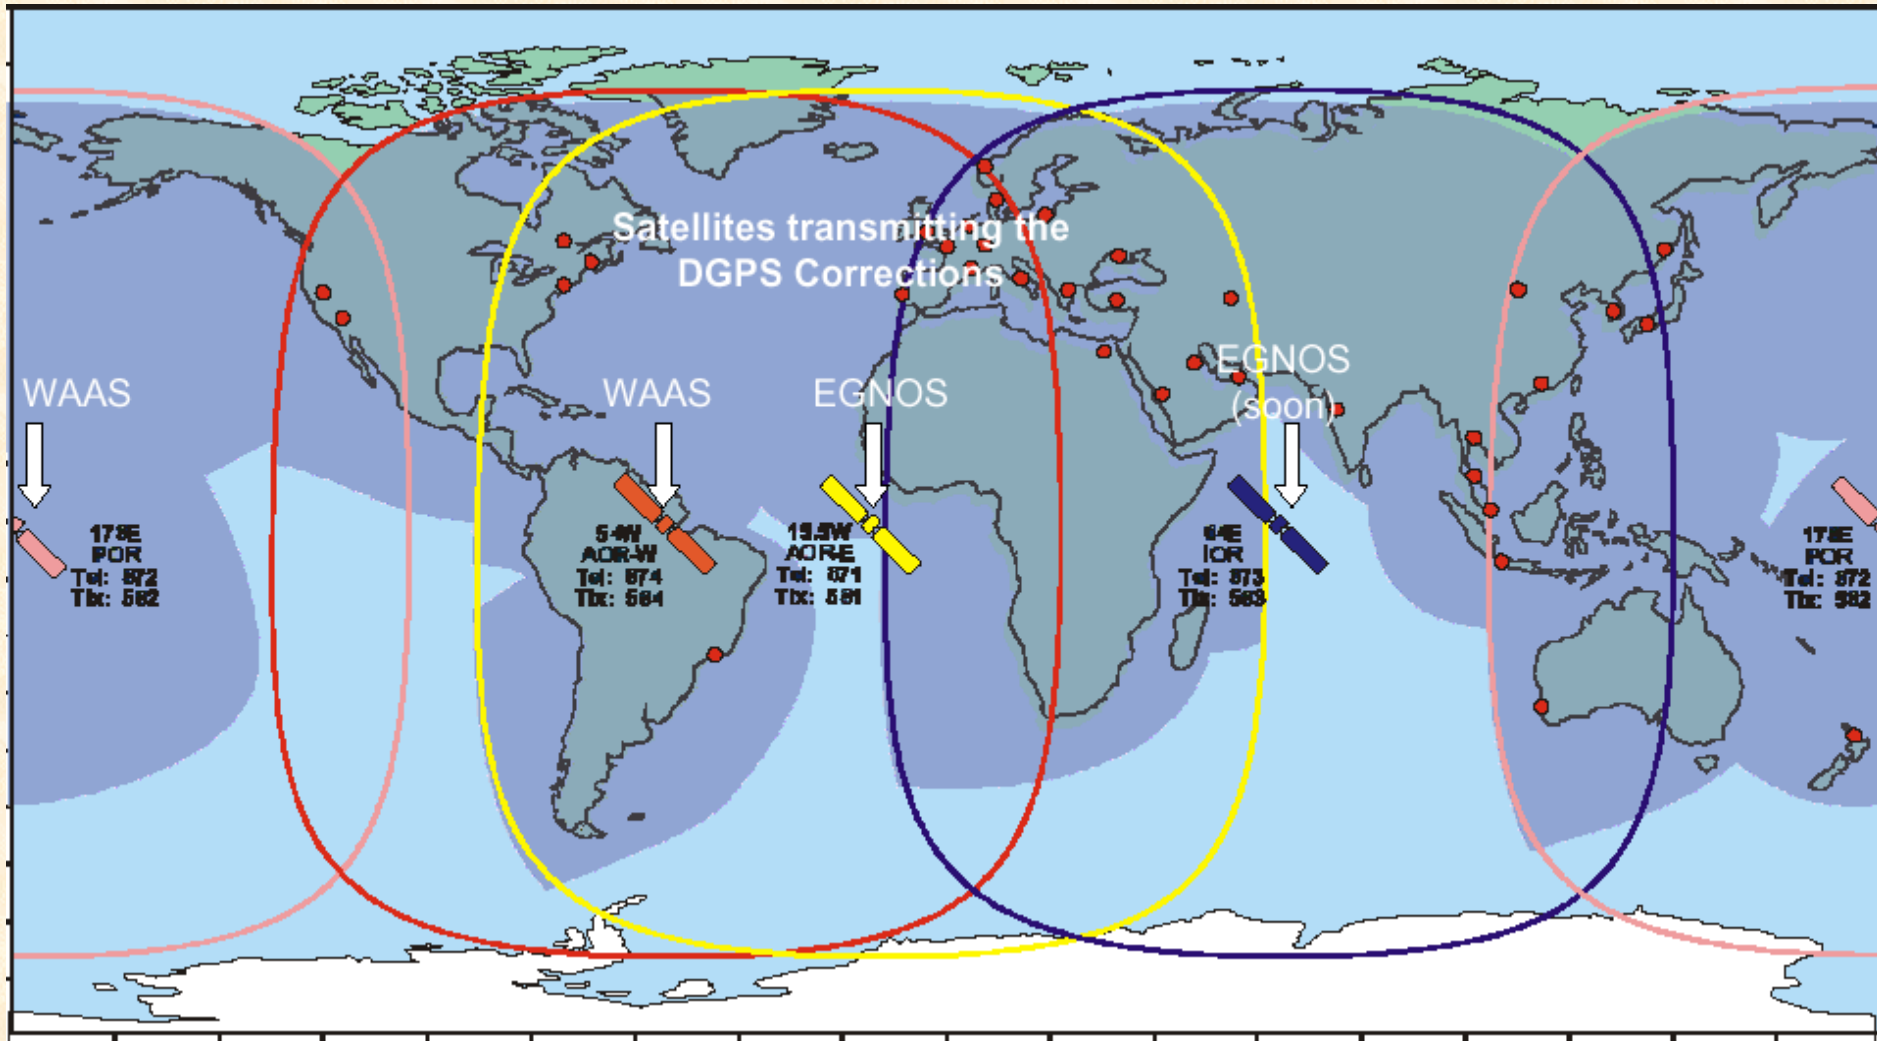 Satellites transmitting the
DGPS Corrections
WAAS
WAAS
EGNOS
EGNOS
(soon)
178E
POR
Tel: 872
Tlx: 582
AOR-W
Tel: 874
Tlx: 584
15.5W
AOR-E
Tel: 871
Tlx: 581
64E
IOR
Tel: 873
Tlx: 583
178E
POR
Tel: 872
Tlx: 582